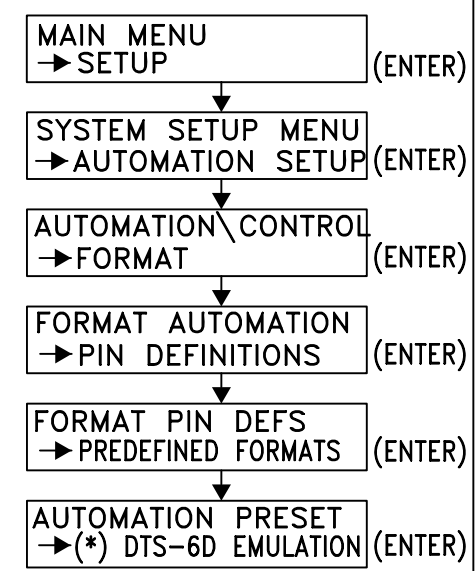 MAIN MENU
→ SETUP (ENTER)
SYSTEM SETUP MENU
→ AUTOMATION SETUP (ENTER)
AUTOMATION\CONTROL
→ FORMAT (ENTER)
FORMAT AUTOMATION
→ PIN DEFINITIONS (ENTER)
FORMAT PIN DEFS
→ PREDEFINED FORMATS (ENTER)
AUTOMATION PRESET
→ (*) DTS-6D EMULATION (ENTER)